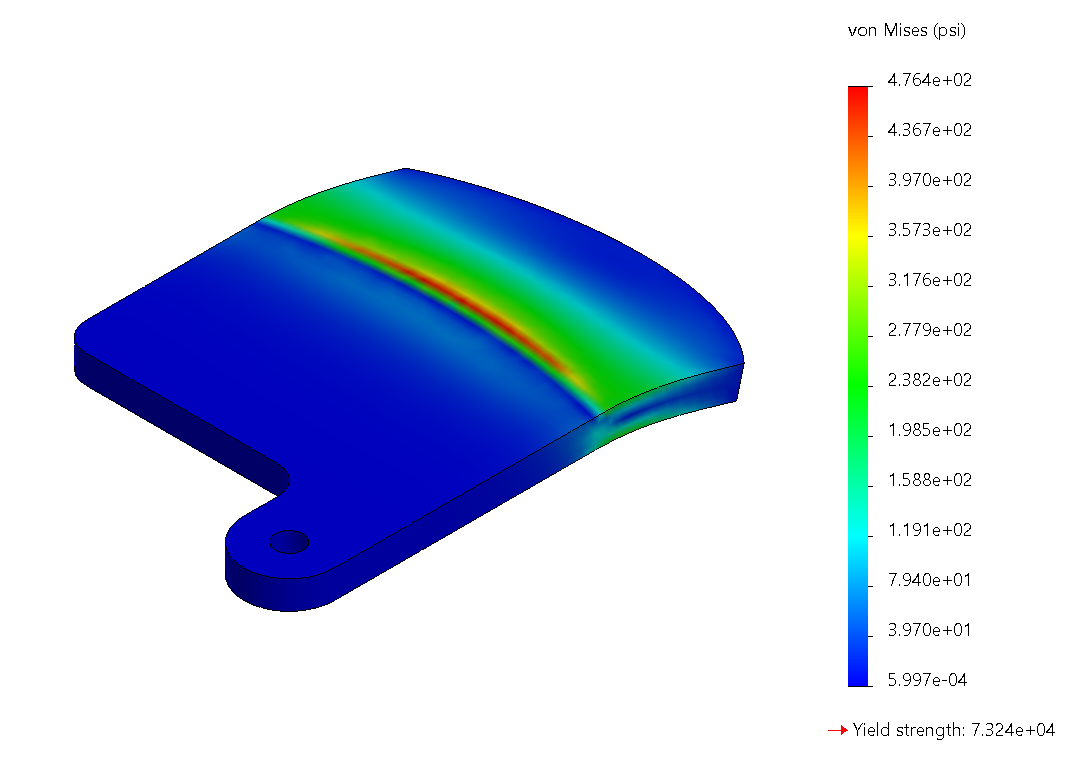 von Mises (psi)
4.764e+02
4.367e+02
3.970e+02
3.573e+02
3.176e+02
2.779e+02
2.382e+02
1.985e+02
1.588e+02
1.191e+02
7.940e+01
3.970e+01
5.997e-04
Yield strength: 7.324e+04